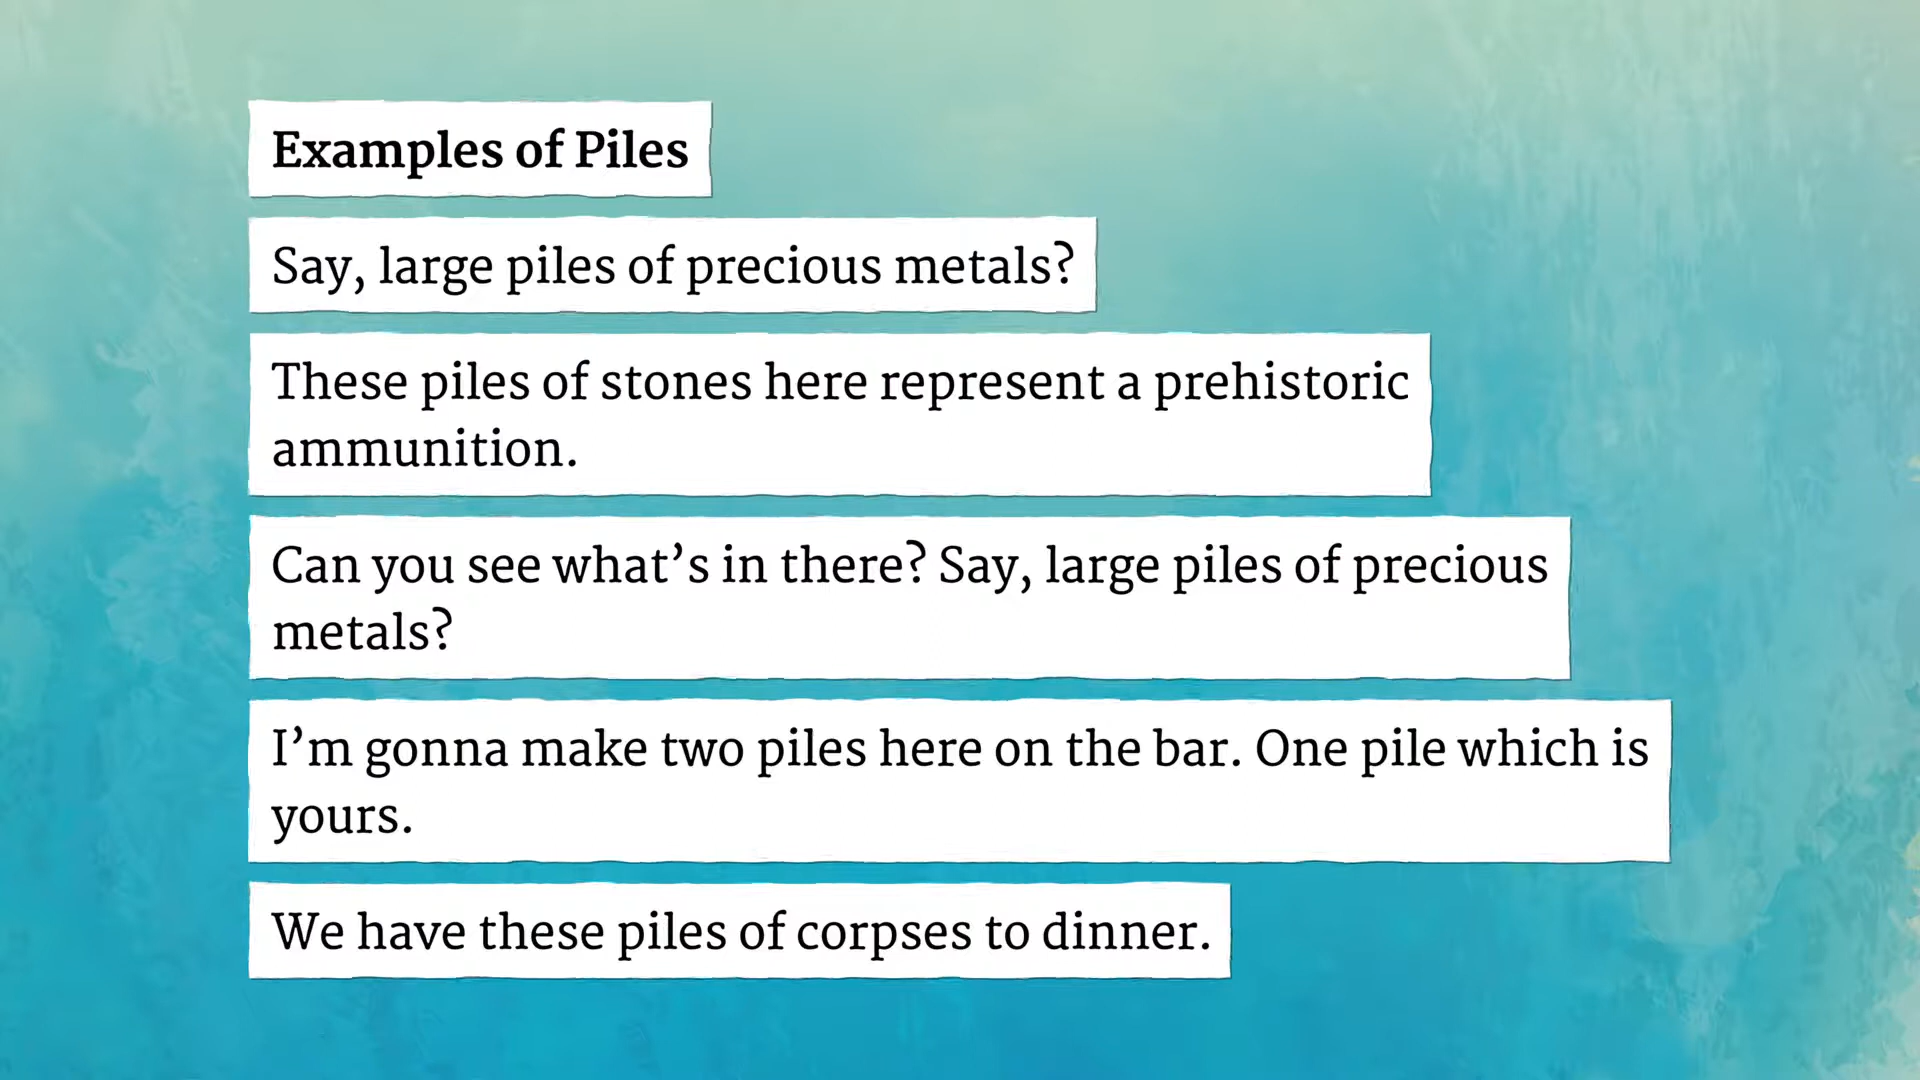 Examples of Piles
Say, large piles of precious metals?
These piles of stones here represent a prehistoric
ammunition.
Can you see what’s in there? Say, large piles of precious
metals?
I’m gonna make two piles here on the bar. One pile which is
yours.
We have these piles of corpses to dinner.